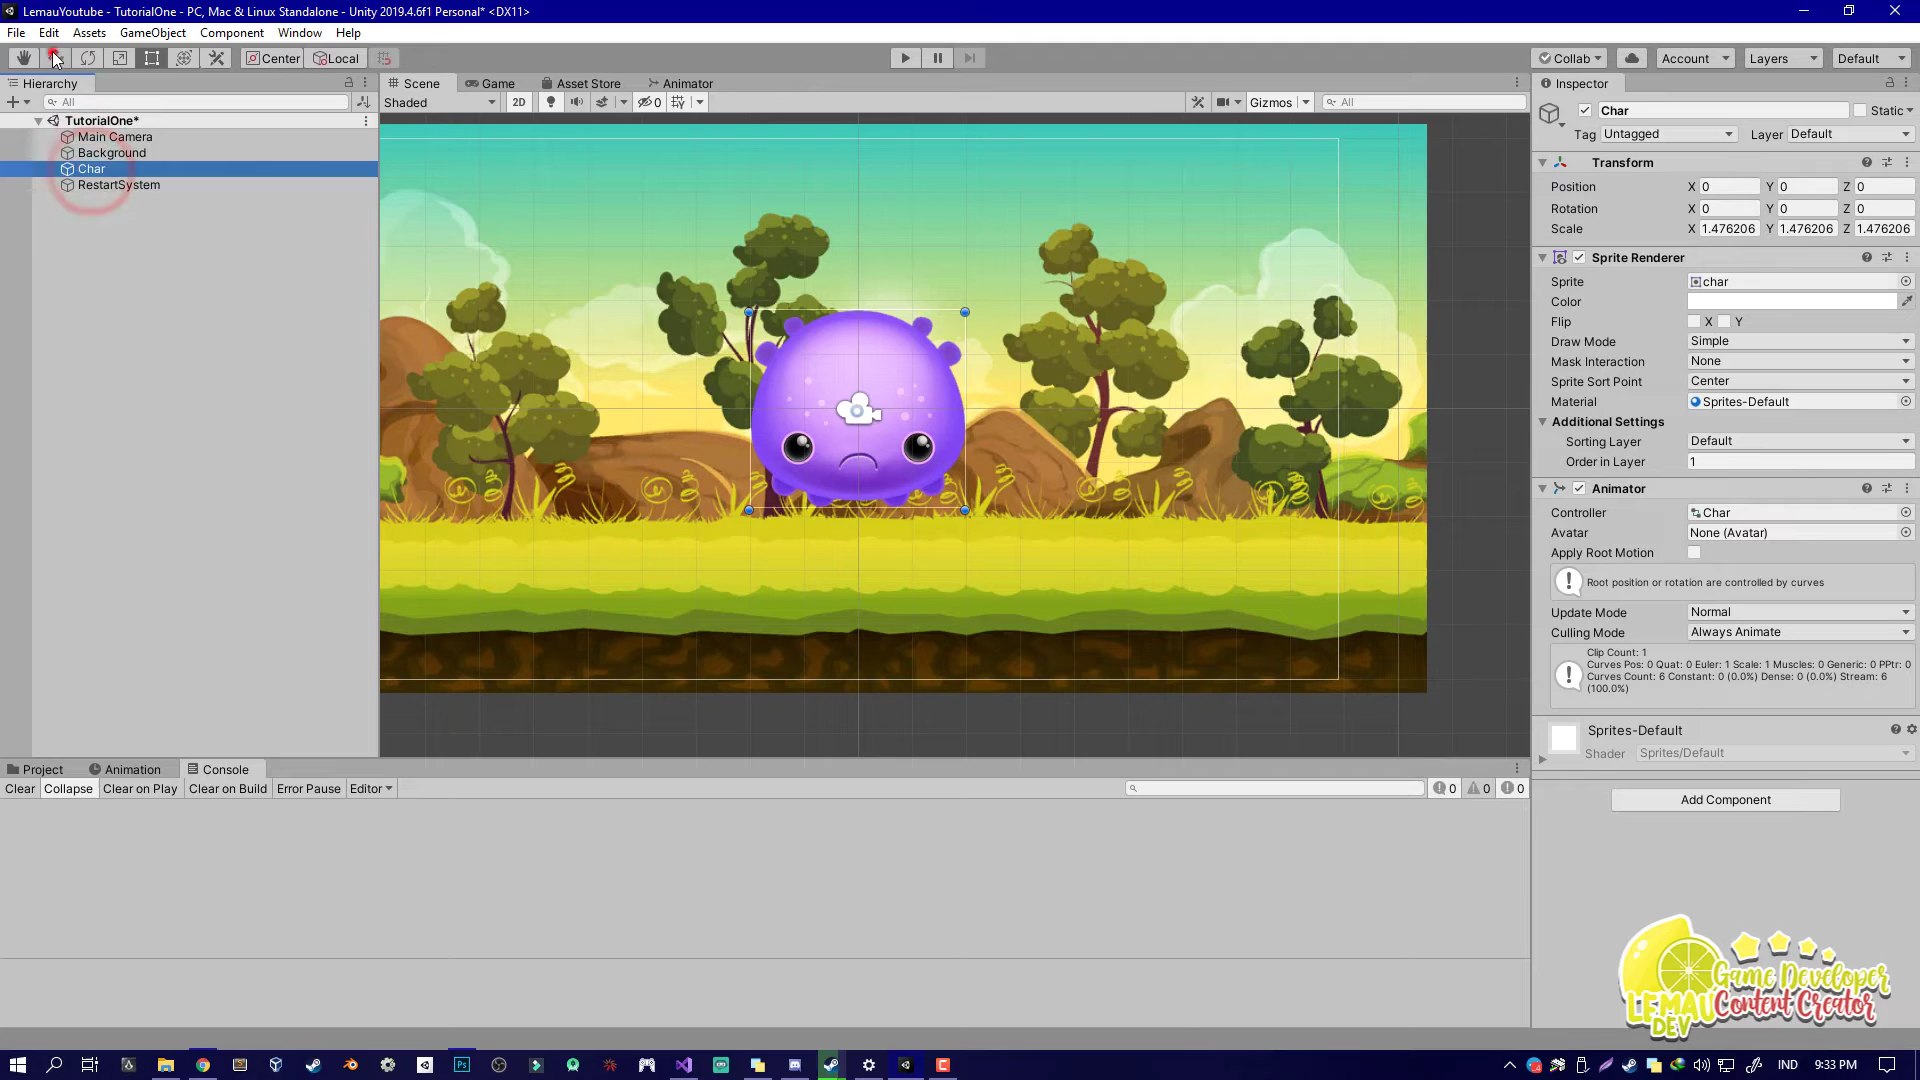 LemauYoutube - TutorialOne - PC, Mac & Linux Standalone - Unity 2019.4.6f1 Personal* <DX11>
File Edit Assets GameObject Component Window Help
Center Local Collab Account Layers Default
Hierarchy
All
TutorialOne*
Main Camera
Background
Char
RestartSystem
Scene Game Asset Store Animator
Shaded 2D 0 Gizmos All
Inspector
Char Static
Tag Untagged Layer Default
Transform
Position X 0 Y 0 Z 0
Rotation X 0 Y 0 Z 0
Scale X 1.476206 Y 1.476206 Z 1.476206
Sprite Renderer
Sprite char
Color
Flip X Y
Draw Mode Simple
Mask Interaction None
Sprite Sort Point Center
Material Sprites-Default
Additional Settings
Sorting Layer Default
Order in Layer 1
Animator
Controller Char
Avatar None (Avatar)
Apply Root Motion
Root position or rotation are controlled by curves
Update Mode Normal
Culling Mode Always Animate
Clip Count: 1
Curves Pos: 0 Quat: 0 Euler: 1 Scale: 1 Muscles: 0 Generic: 0 PPtr: 0
Curves Count: 6 Constant: 0 (0.0%) Dense: 0 (0.0%) Stream: 6
(100.0%)
Sprites-Default
Shader Sprites/Default
Add Component
Project Animation Console
Clear Collapse Clear on Play Clear on Build Error Pause Editor 0 0 0
Game Developer
Content Creator
LEMAU
DEV
Ps
IND 9:33 PM